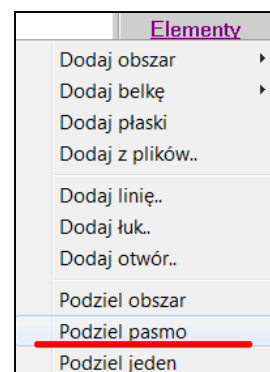 Elementy
Dodaj obszar
Dodaj belkę
Dodaj płaski
Dodaj z plików..
Dodaj linię..
Dodaj łuk..
Dodaj otwór..
Podziel obszar
Podziel pasmo
Podziel jeden